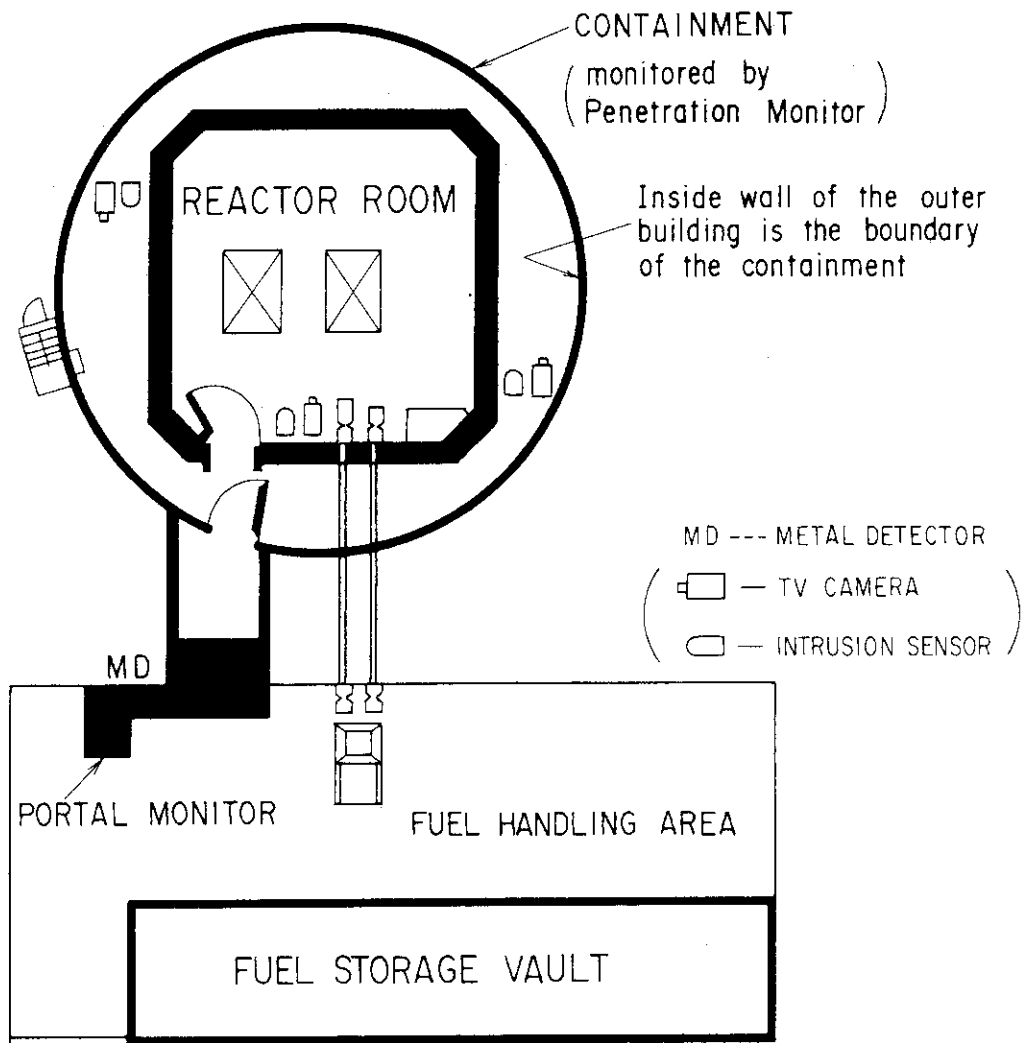 CONTAINMENT
(monitored by
Penetration Monitor)
REACTOR ROOM
Inside wall of the outer
building is the boundary
of the containment
MD --- METAL DETECTOR
— TV CAMERA
— INTRUSION SENSOR
MD
PORTAL MONITOR
FUEL HANDLING AREA
FUEL STORAGE VAULT